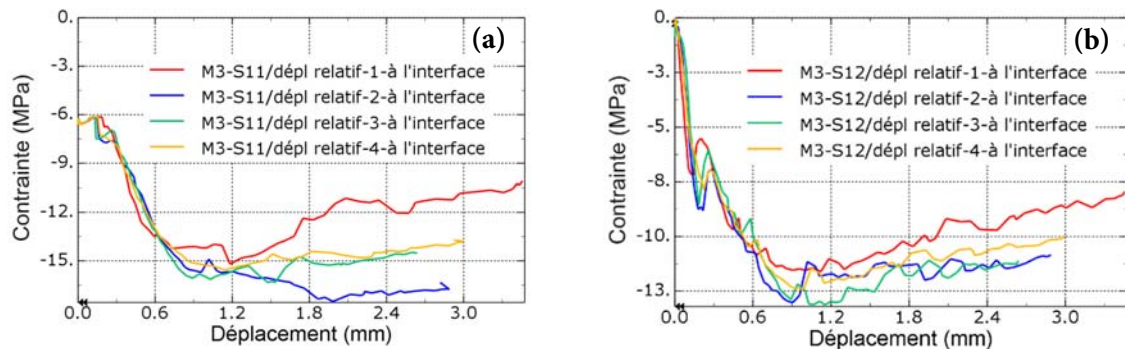 (a)
0.
-3.
-6.
-9.
-12.
-15.
Contrainte (MPa)
M3-S11/dépl relatif-1-à l'interface
M3-S11/dépl relatif-2-à l'interface
M3-S11/dépl relatif-3-à l'interface
M3-S11/dépl relatif-4-à l'interface
0.0 0.6 1.2 1.8 2.4 3.0
Déplacement (mm)
(b)
0.
-3.
-5.
-8.
-10.
-13.
Contrainte (MPa)
M3-S12/dépl relatif-1-à l'interface
M3-S12/dépl relatif-2-à l'interface
M3-S12/dépl relatif-3-à l'interface
M3-S12/dépl relatif-4-à l'interface
0.0 0.6 1.2 1.8 2.4 3.0
Déplacement (mm)